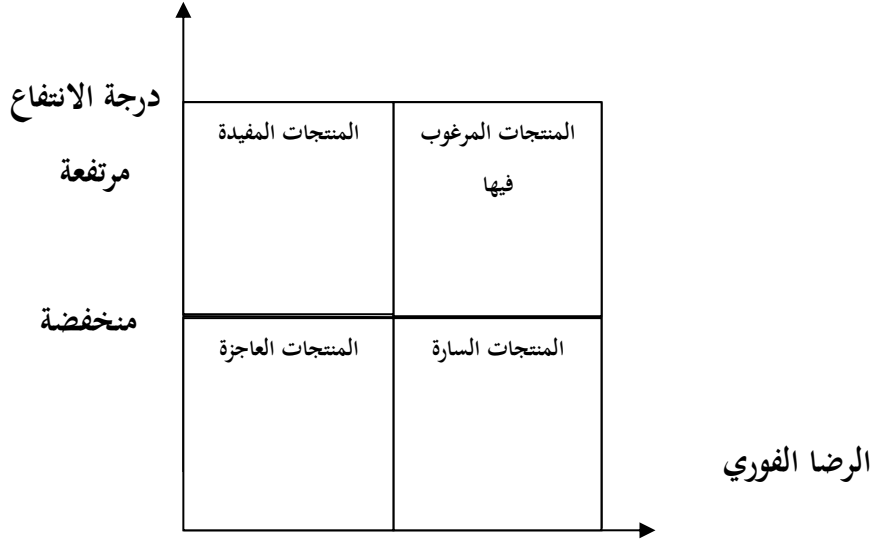 درجة الانتفاع
المنتجات المرغوب
فيها
المنتجات المفيدة
مرتفعة
منخفضة
المنتجات السارة
المنتجات العاجزة
الرضا الفوري